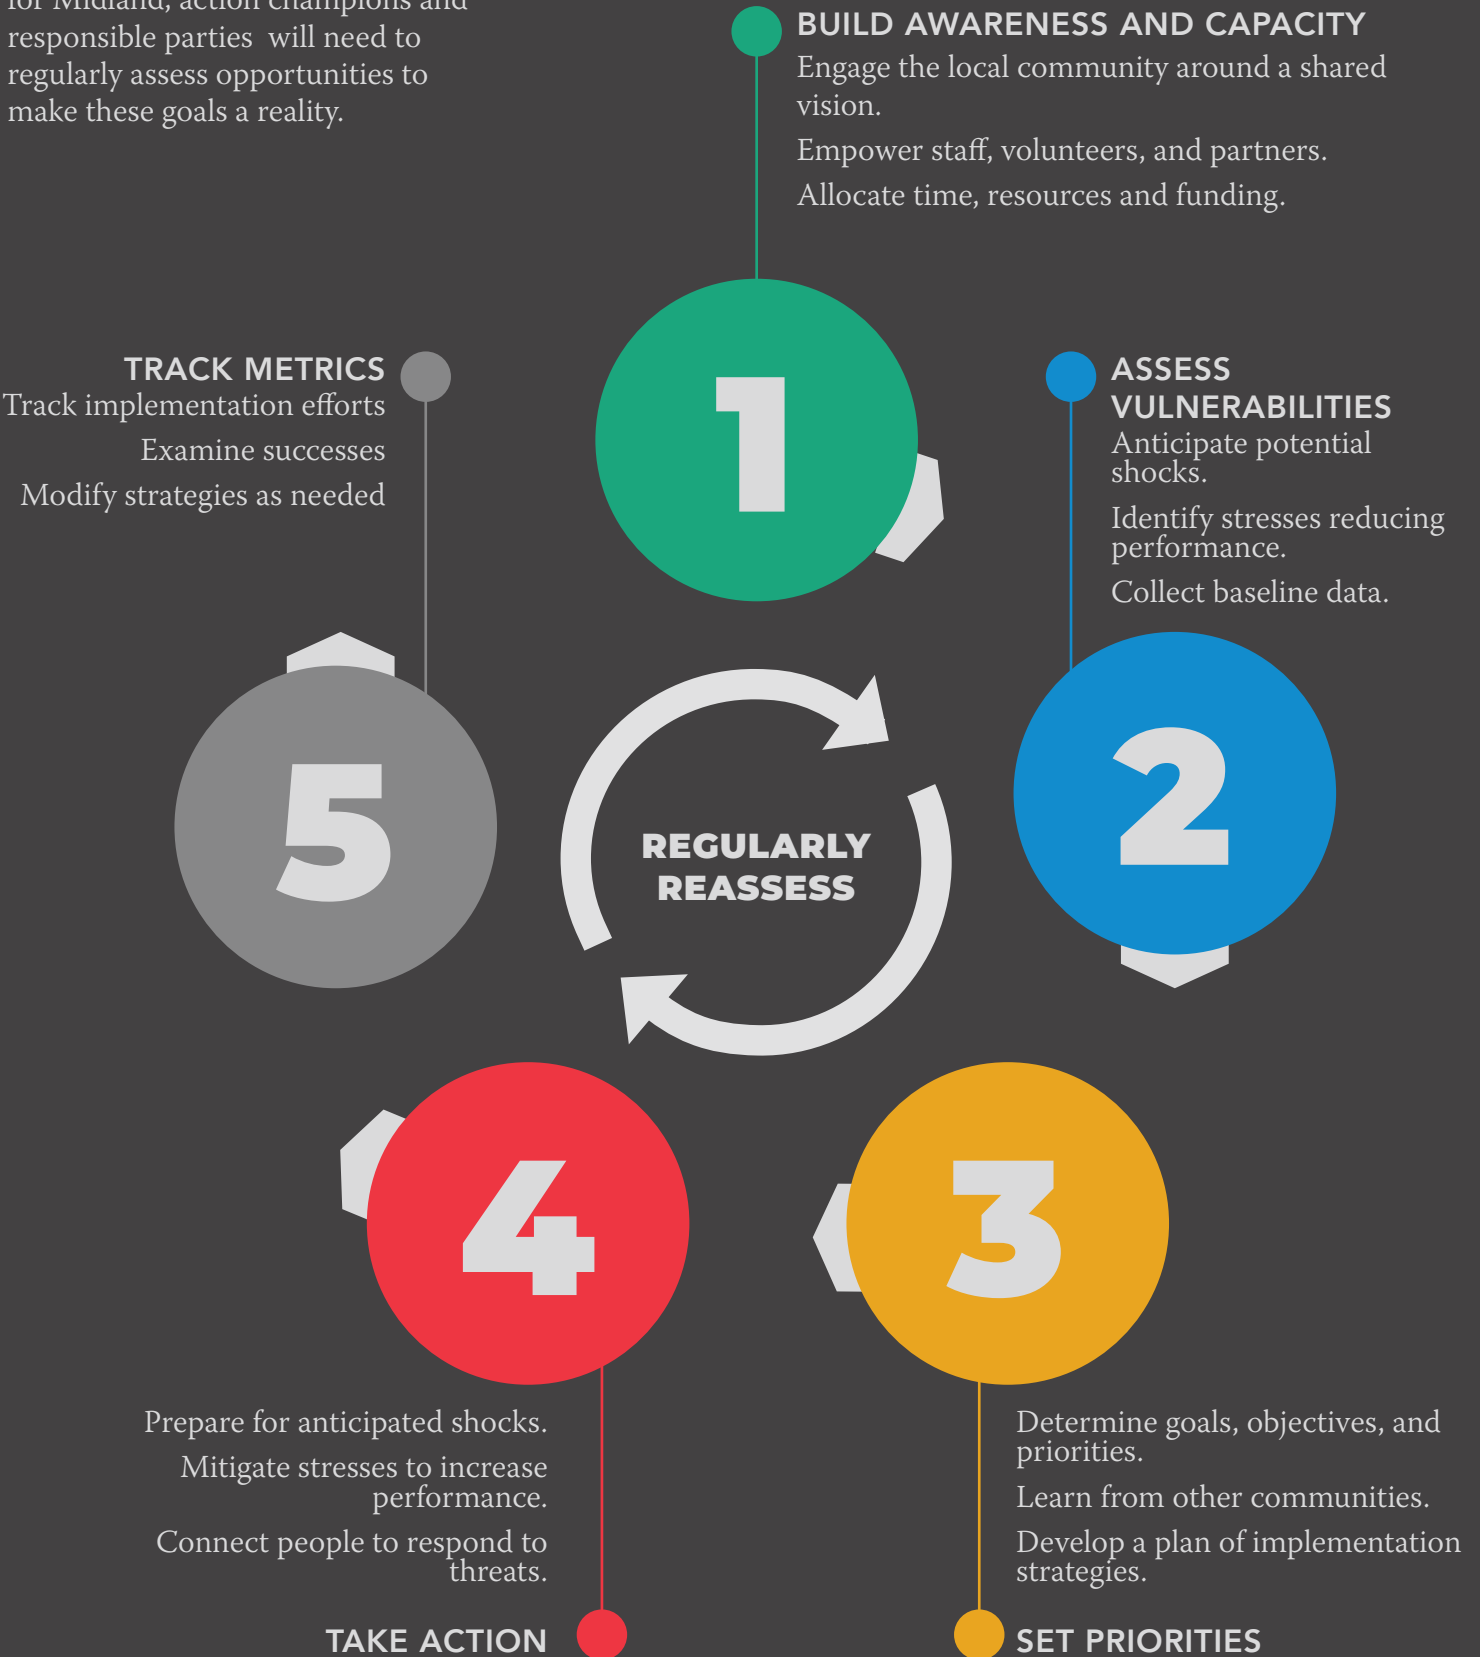 for Midland, action champions and
responsible parties will need to
regularly assess opportunities to
make these goals a reality.
BUILD AWARENESS AND CAPACITY
Engage the local community around a shared
vision.
Empower staff, volunteers, and partners.
Allocate time, resources and funding.
1
TRACK METRICS
Track implementation efforts
Examine successes
Modify strategies as needed
ASSESS
VULNERABILITIES
Anticipate potential
shocks.
Identify stresses reducing
performance.
Collect baseline data.
5
REGULARLY
REASSESS
2
4
3
Prepare for anticipated shocks.
Mitigate stresses to increase
performance.
Connect people to respond to
threats.
TAKE ACTION
Determine goals, objectives, and
priorities.
Learn from other communities.
Develop a plan of implementation
strategies.
SET PRIORITIES